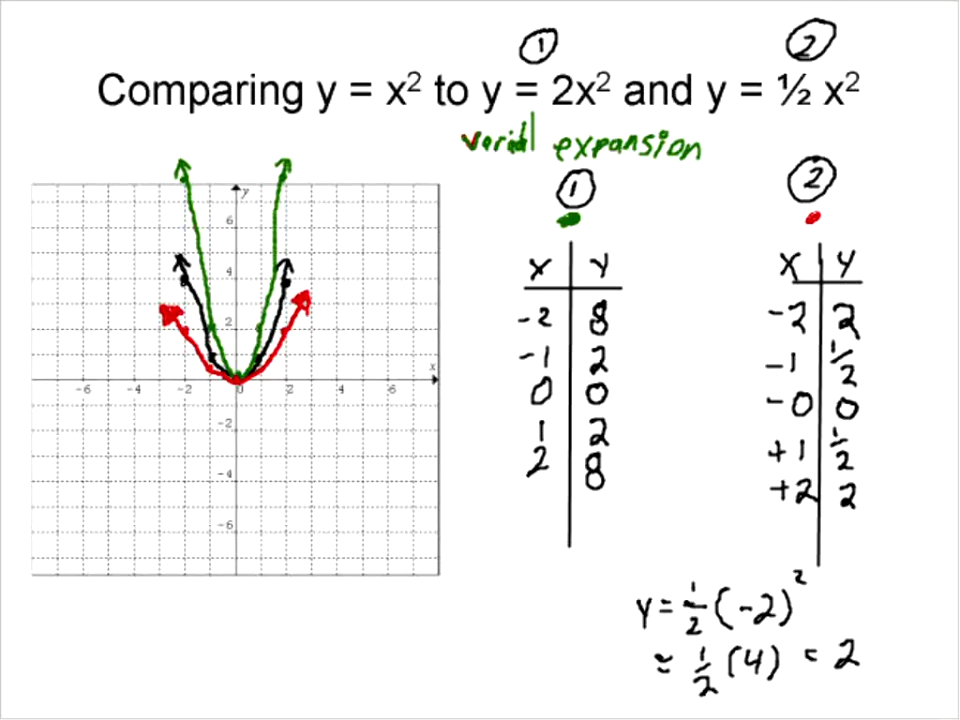 ① ②
Comparing y = x² to y = 2x² and y = ½ x²
expansion
① ②
y
6
4
2
x
-6 -4 -2 0 2 4 6
-2
-4
-6
x y
-2 8
-1 2
0 0
1 2
2 8
x y
-2 2
-1 1/2
-0 0
+1 1/2
+2 2
y = 1/2 (-2)²
= 1/2 (4) = 2